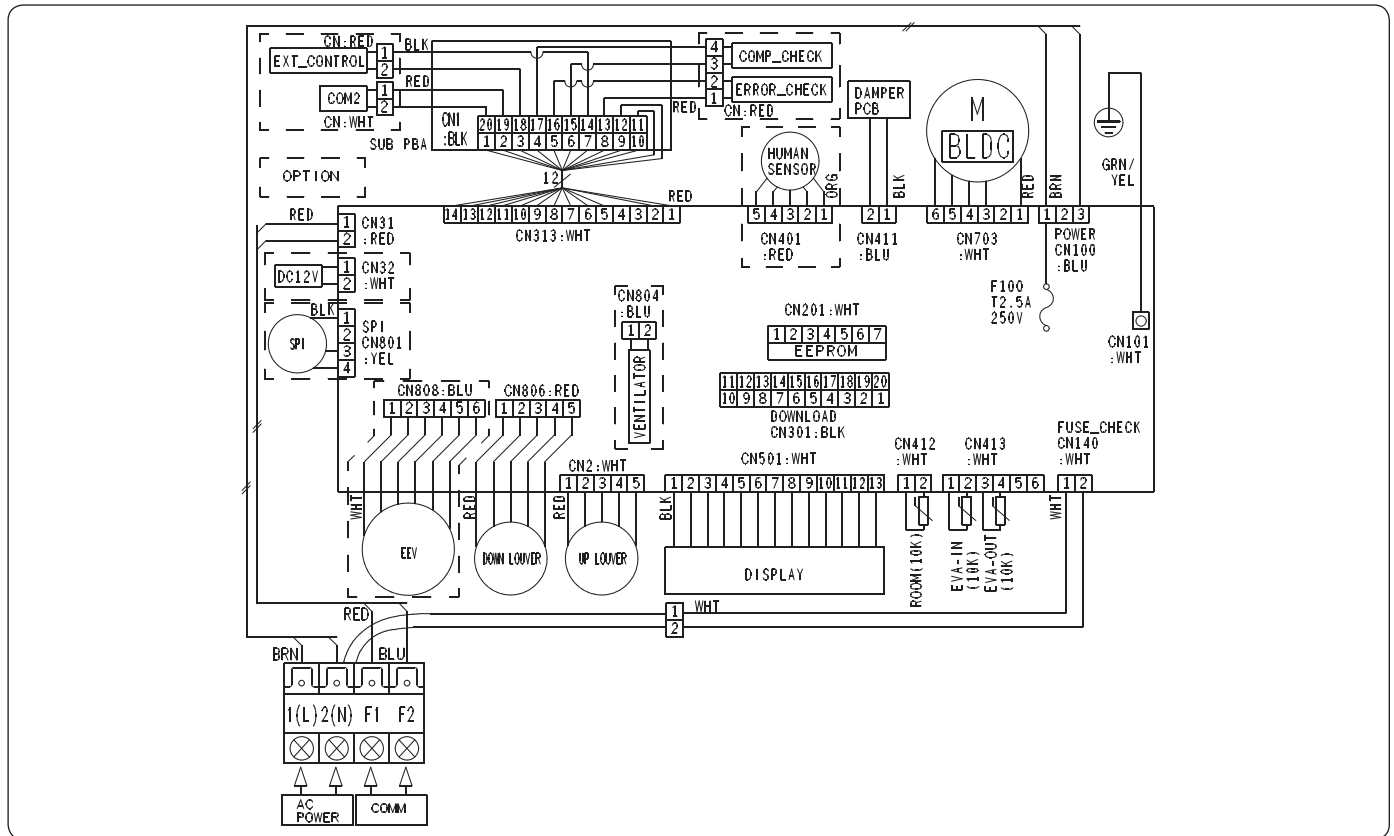 CN:RED
BLK
EXT_CONTROL
1
2
RED
COM2
1
2
CN:WHT
CN1
:BLK
SUB PBA
20 19 18 17 16 15 14 13 12 11
1 2 3 4 5 6 7 8 9 10
RED
4
3
2
1
COMP_CHECK
ERROR_CHECK
CN:RED
DAMPER
PCB
M
BLDC
GRN/
YEL
OPTION
12
RED
HUMAN
SENSOR
ORG
BLK
RED
BRN
RED
1
2
CN31
:RED
14 13 12 11 10 9 8 7 6 5 4 3 2 1
CN313:WHT
5 4 3 2 1
CN401
:RED
2 1
CN411
:BLU
6 5 4 3 2 1
CN703
:WHT
1 2 3
POWER
CN100
:BLU
DC12V
1
2
CN32
:WHT
BLK
SPI
1
2
3
4
SPI
CN801
:YEL
CN804
:BLU
1 2
VENTILATOR
CN201:WHT
1 2 3 4 5 6 7
EEPROM
F100
T2.5A
250V
CN101
:WHT
11 12 13 14 15 16 17 18 19 20
10 9 8 7 6 5 4 3 2 1
DOWNLOAD
CN301:BLK
CN808:BLU
1 2 3 4 5 6
CN806:RED
1 2 3 4 5
CN2:WHT
1 2 3 4 5
CN501:WHT
1 2 3 4 5 6 7 8 9 10 11 12 13
CN412
:WHT
1 2
CN413
:WHT
1 2 3 4 5 6
FUSE_CHECK
CN140
:WHT
1 2
WHT
EEV
RED
DOWN LOUVER
RED
UP LOUVER
BLK
DISPLAY
ROOM(10K)
EVA-IN
(10K)
EVA-OUT
(10K)
WHT
RED
1
2
WHT
BRN
BLU
1(L) 2(N) F1 F2
AC
POWER
COMM